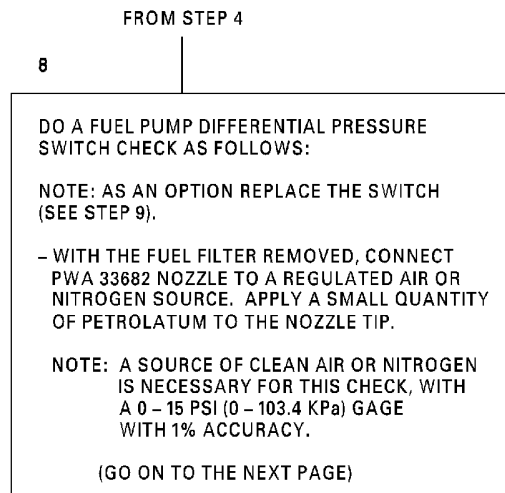 FROM STEP 4
8
DO A FUEL PUMP DIFFERENTIAL PRESSURE
SWITCH CHECK AS FOLLOWS:
NOTE: AS AN OPTION REPLACE THE SWITCH
(SEE STEP 9).
– WITH THE FUEL FILTER REMOVED, CONNECT
PWA 33682 NOZZLE TO A REGULATED AIR OR
NITROGEN SOURCE. APPLY A SMALL QUANTITY
OF PETROLATUM TO THE NOZZLE TIP.
NOTE: A SOURCE OF CLEAN AIR OR NITROGEN
IS NECESSARY FOR THIS CHECK, WITH
A 0 – 15 PSI (0 – 103.4 KPa) GAGE
WITH 1% ACCURACY.
(GO ON TO THE NEXT PAGE)